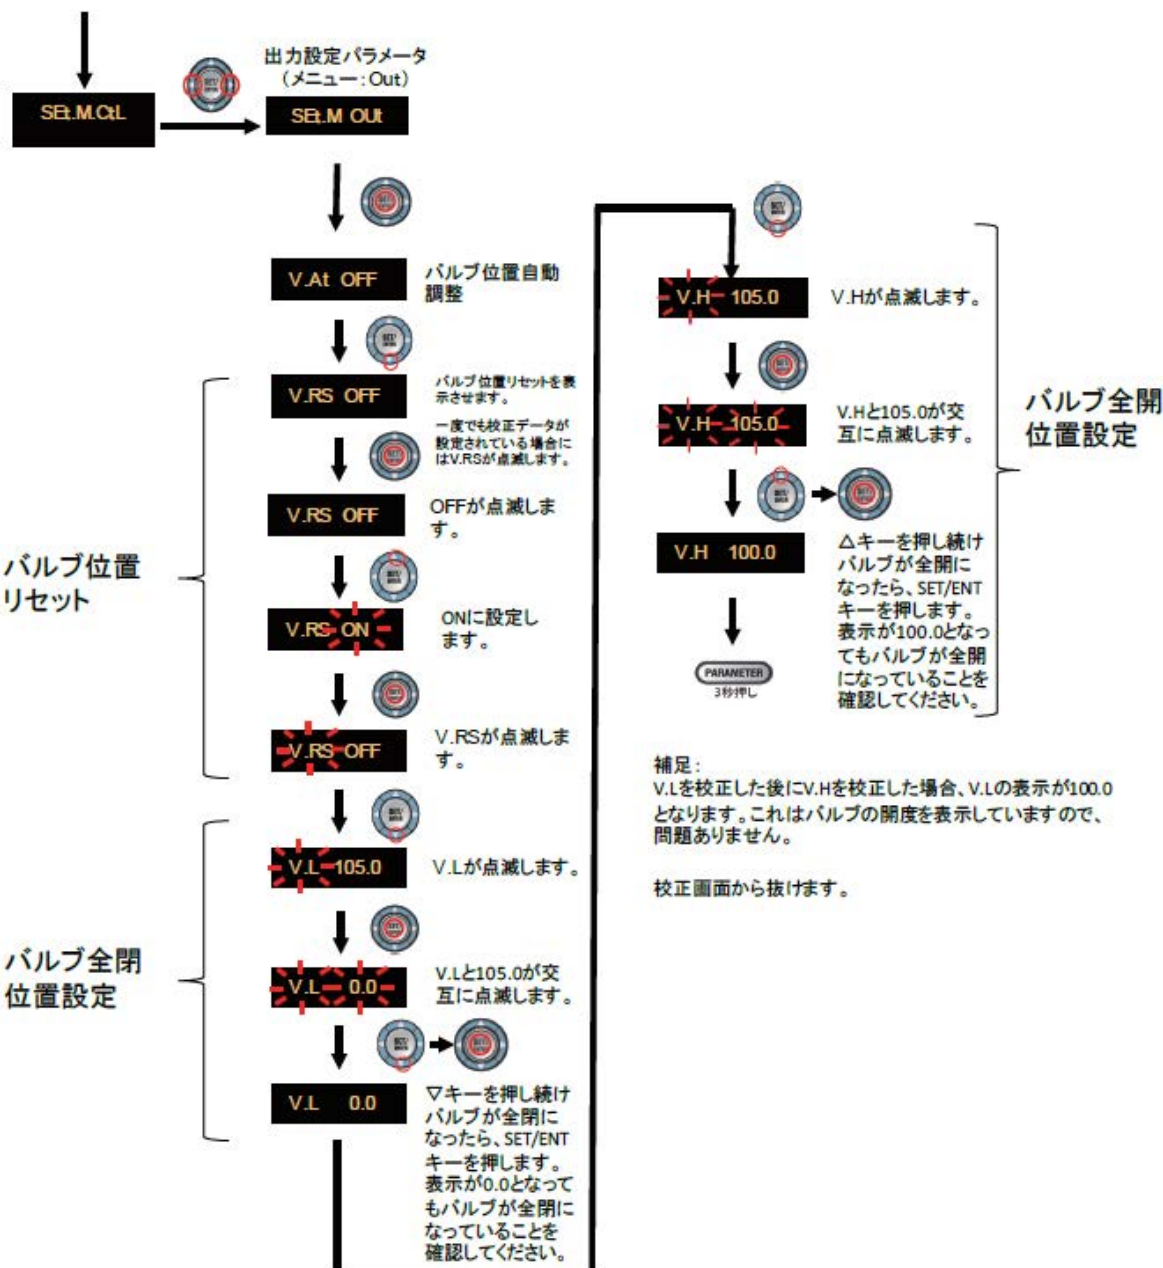 出力設定パラメータ
（メニュー：Out）
SEt.M.CtL
SEt.M OUt
V.At OFF
バルブ位置自動
調整
バルブ位置
リセット
V.RS OFF
バルブ位置リセットを表
示させます。
一度でも校正データが
設定されている場合に
はV.RSが点滅します。
V.RS OFF
OFFが点滅しま
す。
V.RS ON
ONに設定し
ます。
V.RS OFF
V.RSが点滅しま
す。
バルブ全閉
位置設定
V.L 105.0
V.Lが点滅します。
V.L 0.0
V.Lと105.0が交
互に点滅します。
V.L 0.0
▽キーを押し続け
バルブが全閉に
なったら、SET/ENT
キーを押します。
表示が0.0となって
もバルブが全閉に
なっていることを
確認してください。
バルブ全開
位置設定
V.H 105.0
V.Hが点滅します。
V.H 105.0
V.Hと105.0が交
互に点滅します。
V.H 100.0
△キーを押し続け
バルブが全開に
なったら、SET/ENT
キーを押します。
表示が100.0となっ
てもバルブが全開
になっていることを
確認してください。
PARAMETER
3秒押し
補足：
V.Lを校正した後にV.Hを校正した場合、V.Lの表示が100.0
となります。これはバルブの開度を表示していますので、
問題ありません。
校正画面から抜けます。